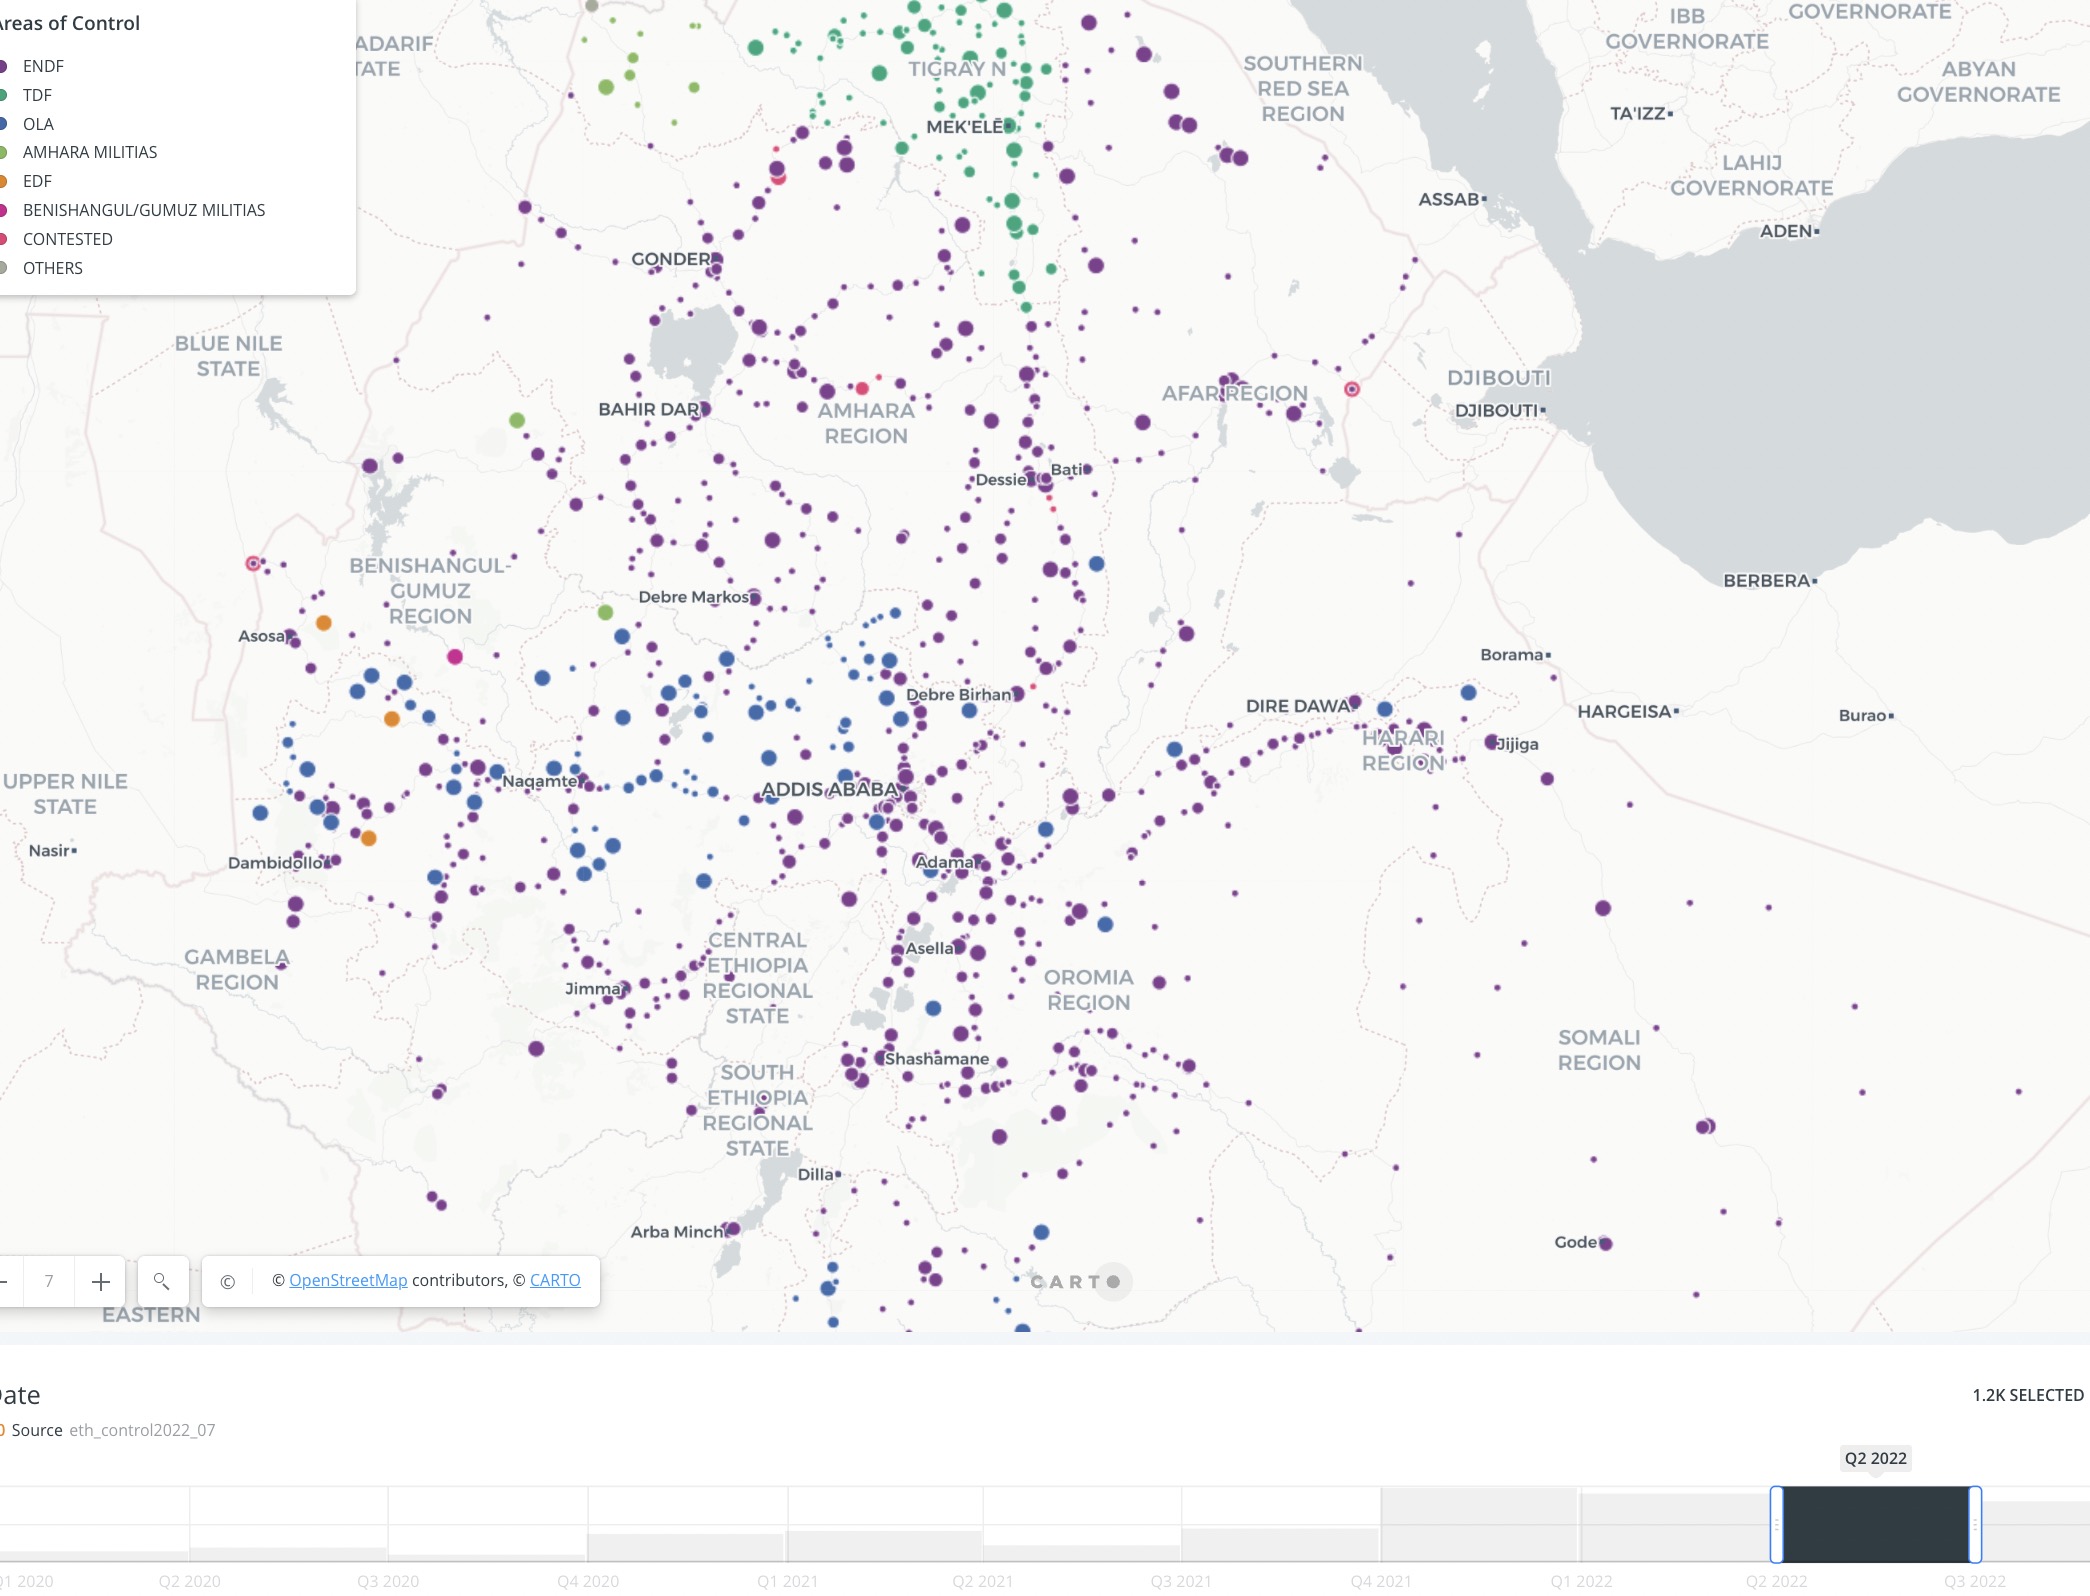 Areas of Control
ENDF
TDF
OLA
AMHARA MILITIAS
EDF
BENISHANGUL/GUMUZ MILITIAS
CONTESTED
OTHERS
ADARIF
TATE
TIGRAY N
MEK'ELĒ
SOUTHERN
RED SEA
REGION
IBB
GOVERNORATE
GOVERNORATE
ABYAN
GOVERNORATE
TA'IZZ
LAHIJ
GOVERNORATE
ASSAB
ADEN
GONDER
BLUE NILE
STATE
BAHIR DAR
AMHARA
REGION
AFAR REGION
DJIBOUTI
DJIBOUTI
Dessie
Bati
BENISHANGUL-
GUMUZ
REGION
Debre Markos
BERBERA
Asosa
Borama
Debre Birhan
DIRE DAWA
HARGEISA
Burao
HARARI
REGION
Jijiga
UPPER NILE
STATE
Naqamte
ADDIS ABABA
Nasir
Dambidollo
Adama
GAMBELA
REGION
CENTRAL
ETHIOPIA
REGIONAL
STATE
Asella
Jimma
OROMIA
REGION
SOMALI
REGION
SOUTH
ETHIOPIA
REGIONAL
STATE
Shashamane
Dilla
Arba Minch
Gode
7
© © OpenStreetMap contributors, © CARTO
CARTO
EASTERN
Date
1.2K SELECTED
Source eth_control2022_07
Q2 2022
Q1 2020
Q2 2020
Q3 2020
Q4 2020
Q1 2021
Q2 2021
Q3 2021
Q4 2021
Q1 2022
Q2 2022
Q3 2022